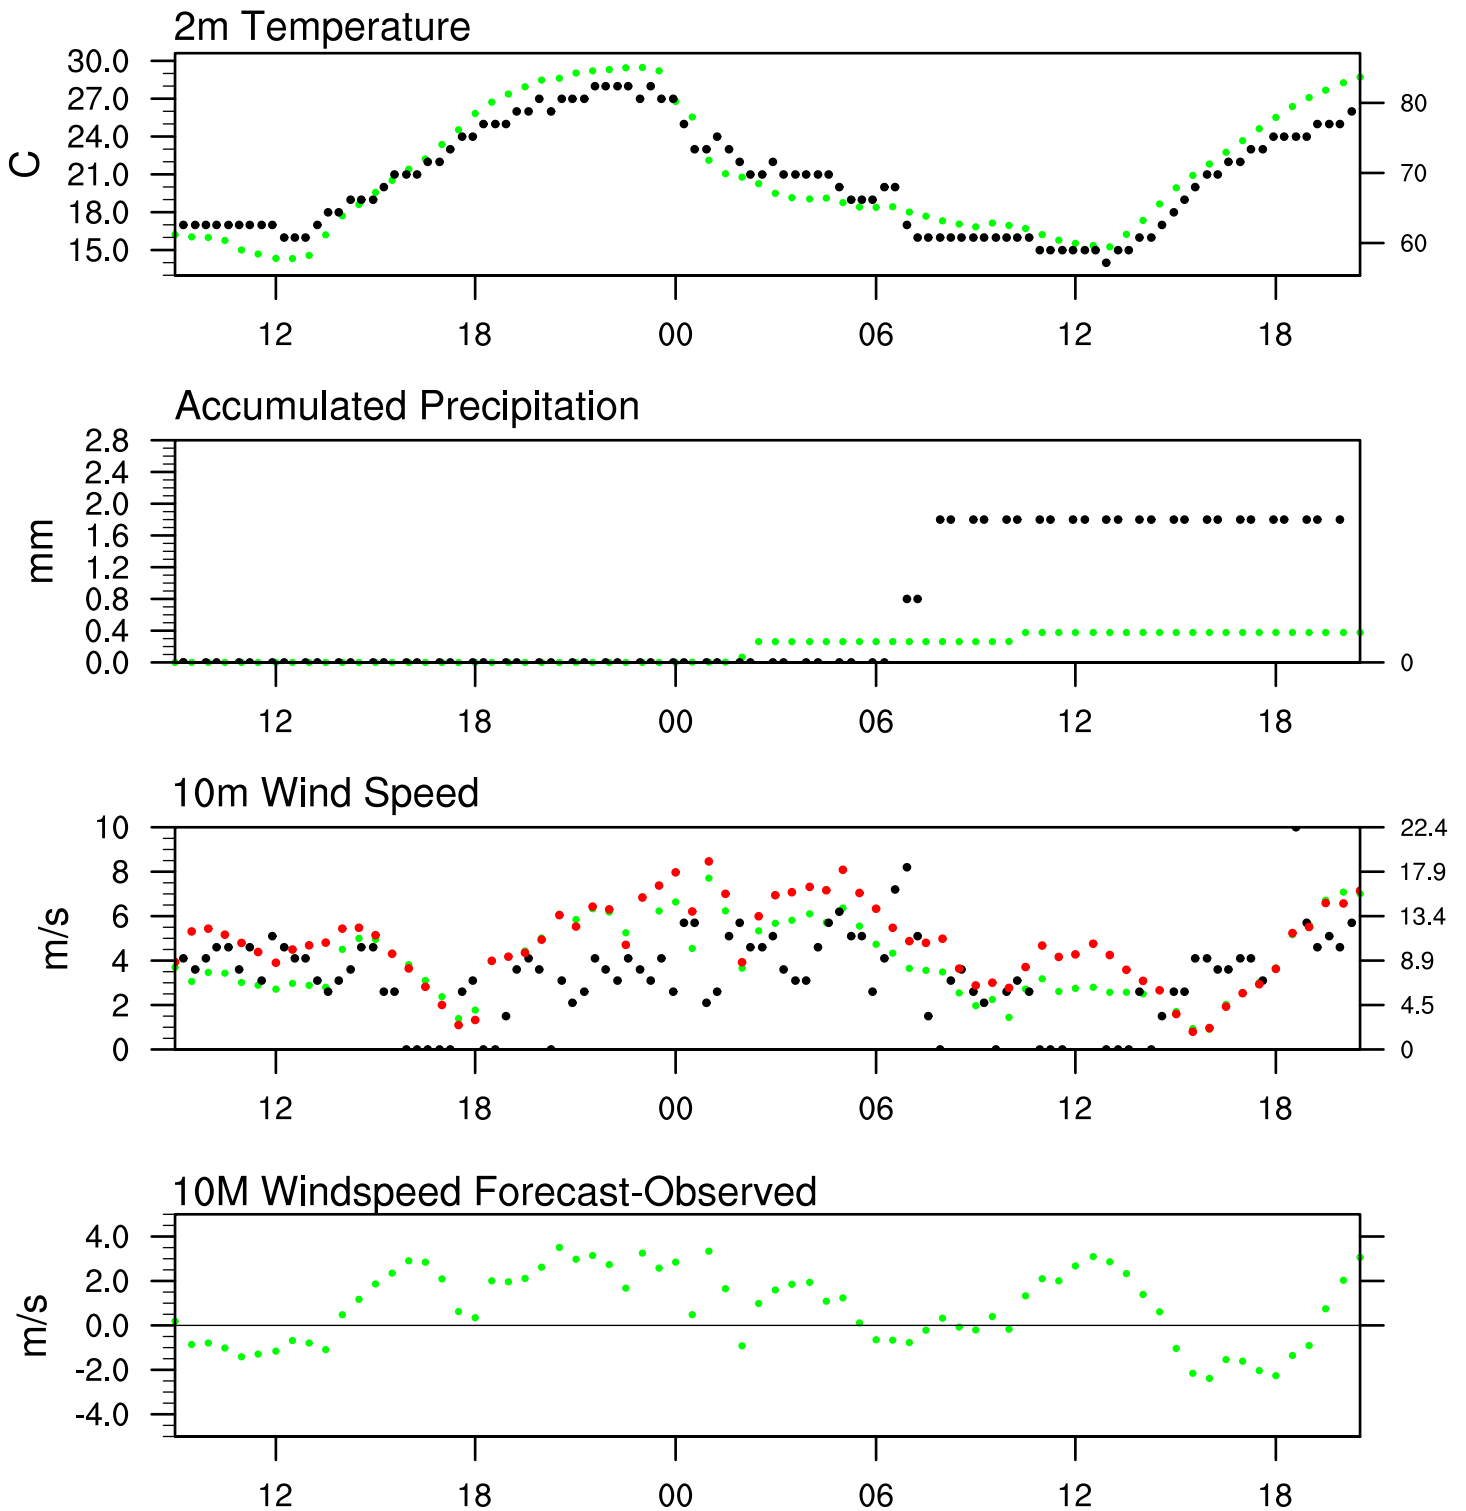 2m Temperature
30.0
27.0
24.0
21.0
18.0
15.0
C
80
70
60
12 18 00 06 12 18
Accumulated Precipitation
2.8
2.4
2.0
1.6
1.2
0.8
0.4
0.0
mm
0
12 18 00 06 12 18
10m Wind Speed
10
8
6
4
2
0
m/s
22.4
17.9
13.4
8.9
4.5
0
12 18 00 06 12 18
10M Windspeed Forecast-Observed
4.0
2.0
0.0
-2.0
-4.0
m/s
12 18 00 06 12 18